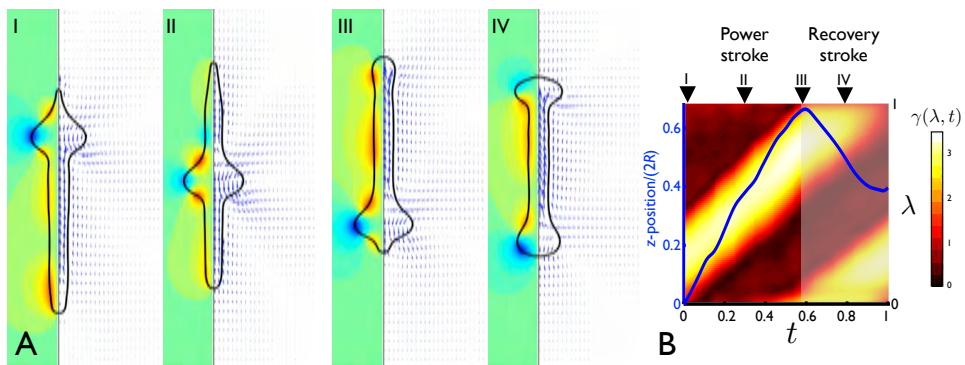 I
II
III
IV
A
Power
stroke
Recovery
stroke
I
II
III
IV
z-position/(2R)
0.6
0.4
0.2
0
0
0.2
0.4
0.6
0.8
1
t
1
λ
0
γ(λ, t)
3
2
1
0
B